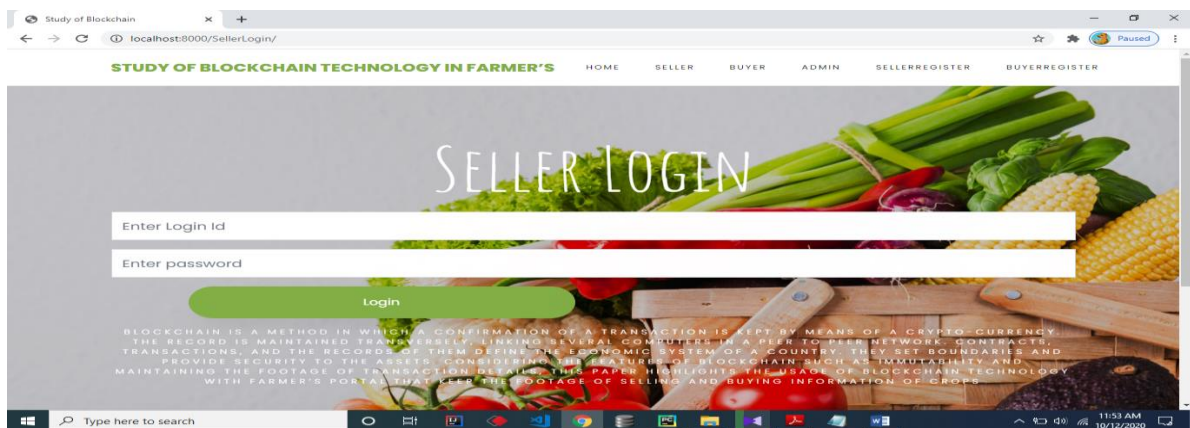 Study of Blockchain
localhost:8000/SellerLogin/
Paused
STUDY OF BLOCKCHAIN TECHNOLOGY IN FARMER'S HOME SELLER BUYER ADMIN SELLERREGISTER BUYERREGISTER
SELLER LOGIN
Enter Login Id
Enter password
Login
BLOCKCHAIN IS A METHOD IN WHICH A CONFIRMATION OF A TRANSACTION IS KEPT BY MEANS OF A CRYPTO-CURRENCY.
THE RECORD IS MAINTAINED TRANSVERSELY, LINKING SEVERAL COMPUTERS IN A PEER TO PEER NETWORK. CONTRACTS,
TRANSACTIONS, AND THE RECORDS OF THEM DEFINE THE ECONOMIC SYSTEM OF A COUNTRY. THEY SET BOUNDARIES AND
PROVIDE SECURITY TO THE ASSETS. CONSIDERING THE FEATURES OF BLOCKCHAIN SUCH AS IMMUTABILITY AND
MAINTAINING THE FOOTAGE OF TRANSACTION DETAILS, THIS PAPER HIGHLIGHTS THE USAGE OF BLOCKCHAIN TECHNOLOGY
WITH FARMER'S PORTAL THAT KEEP THE FOOTAGE OF SELLING AND BUYING INFORMATION OF CROPS
Type here to search
11:53 AM
10/12/2020